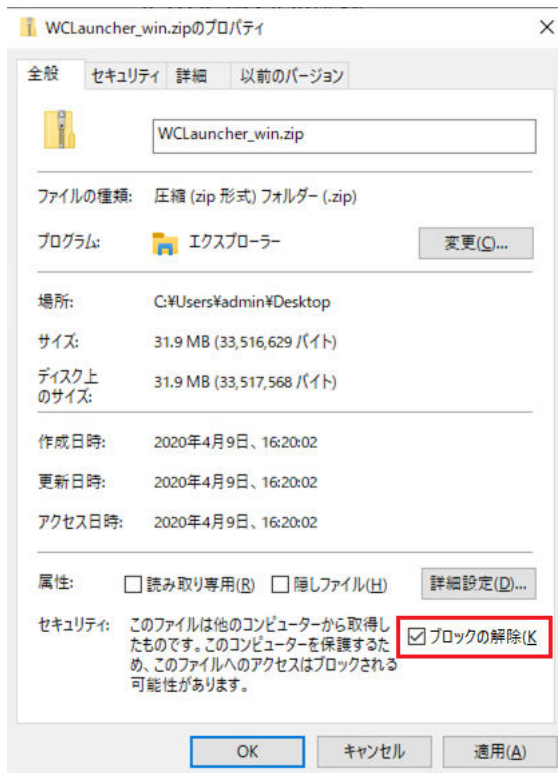 WCLauncher_win.zipのプロパティ
全般 セキュリティ 詳細 以前のバージョン
WCLauncher_win.zip
ファイルの種類: 圧縮 (zip 形式) フォルダー (.zip)
プログラム: エクスプローラー 変更(C)...
場所: C:¥Users¥admin¥Desktop
サイズ: 31.9 MB (33,516,629 バイト)
ディスク上
のサイズ: 31.9 MB (33,517,568 バイト)
作成日時: 2020年4月9日、16:20:02
更新日時: 2020年4月9日、16:20:02
アクセス日時: 2020年4月9日、16:20:02
属性: 読み取り専用(R) 隠しファイル(H) 詳細設定(D)...
セキュリティ: このファイルは他のコンピューターから取得し
たものです。このコンピューターを保護するた
め、このファイルへのアクセスはブロックされる
可能性があります。
ブロックの解除(K
OK キャンセル 適用(A)